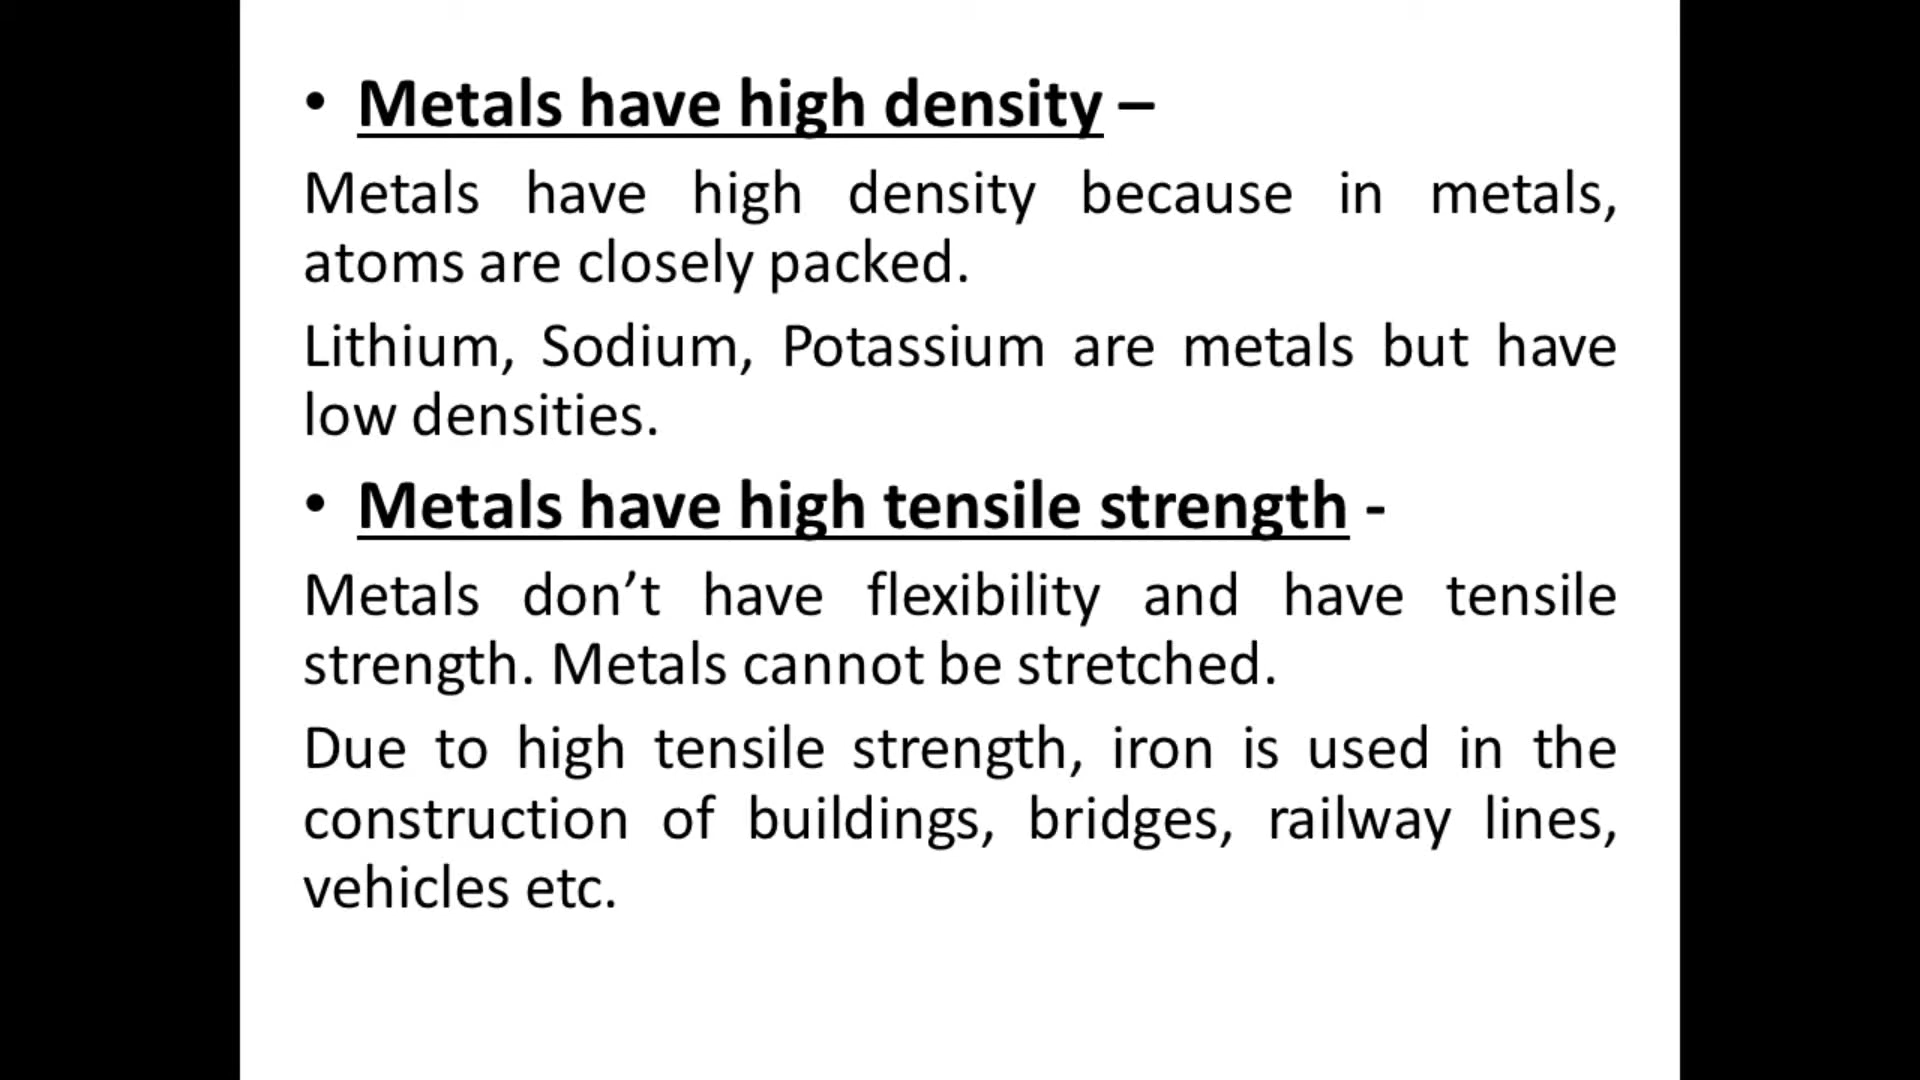 • Metals have high density –
Metals have high density because in metals,
atoms are closely packed.
Lithium, Sodium, Potassium are metals but have
low densities.
• Metals have high tensile strength -
Metals don’t have flexibility and have tensile
strength. Metals cannot be stretched.
Due to high tensile strength, iron is used in the
construction of buildings, bridges, railway lines,
vehicles etc.